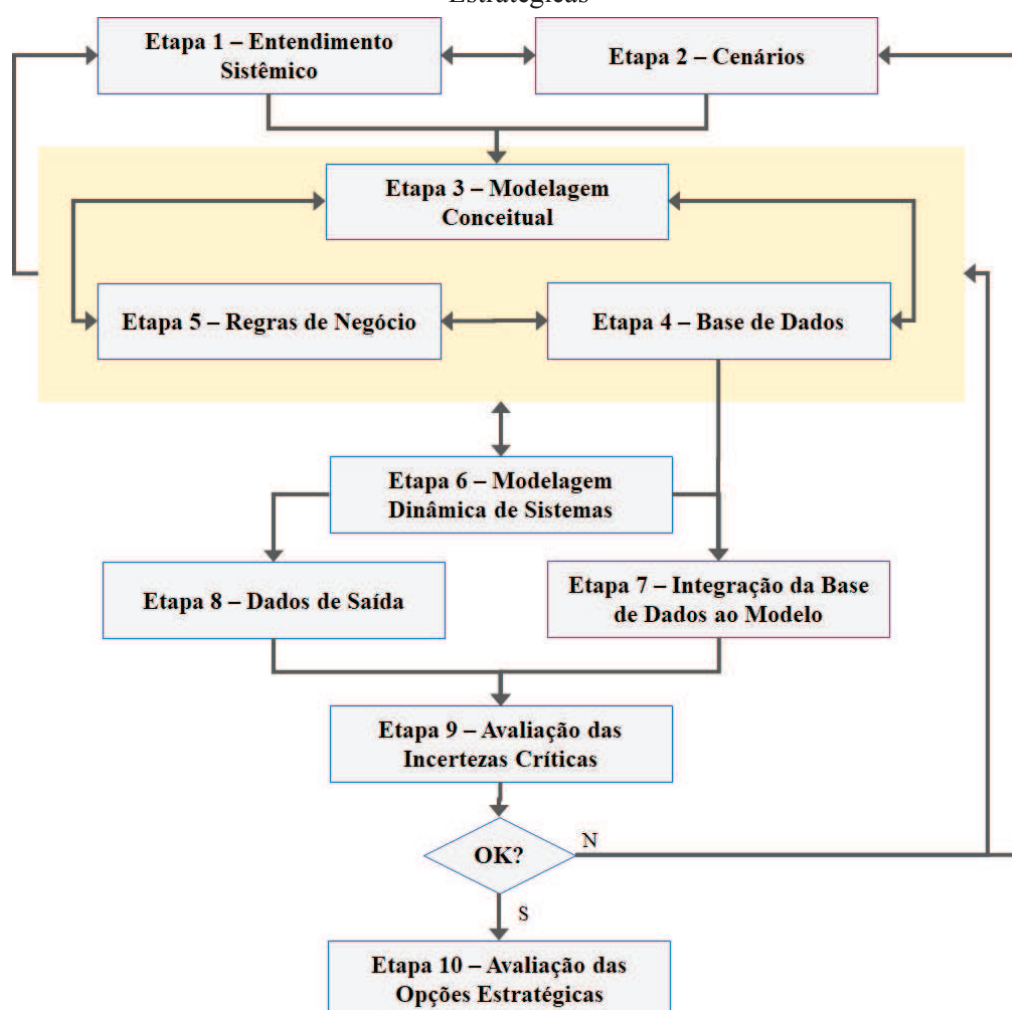 Estratégicas
Etapa 1 – Entendimento
Sistêmico
Etapa 2 – Cenários
Etapa 3 – Modelagem
Conceitual
Etapa 5 – Regras de Negócio
Etapa 4 – Base de Dados
Etapa 6 – Modelagem
Dinâmica de Sistemas
Etapa 8 – Dados de Saída
Etapa 7 – Integração da Base
de Dados ao Modelo
Etapa 9 – Avaliação das
Incertezas Críticas
OK?
N
S
Etapa 10 – Avaliação das
Opções Estratégicas